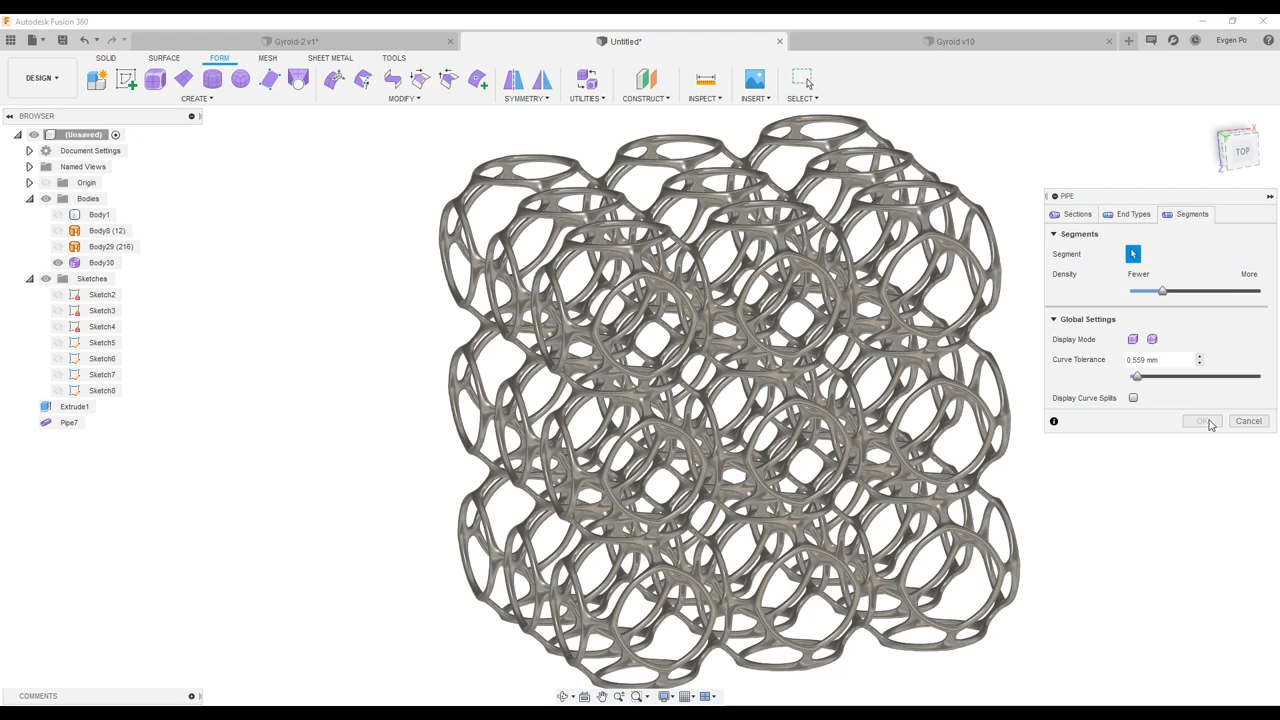 Autodesk Fusion 360
Gyroid-2 v1*
Untitled*
Gyroid v10
Evgen Po
DESIGN
SOLID
SURFACE
FORM
MESH
SHEET METAL
TOOLS
CREATE
MODIFY
SYMMETRY
UTILITIES
CONSTRUCT
INSPECT
INSERT
SELECT
BROWSER
(Unsaved)
Document Settings
Named Views
Origin
Bodies
Body1
Body8 (12)
Body29 (216)
Body30
Sketches
Sketch2
Sketch3
Sketch4
Sketch5
Sketch6
Sketch7
Sketch8
Extrude1
Pipe7
X
TOP
Z
PIPE
Sections
End Types
Segments
Segments
Segment
Density
Fewer
More
Global Settings
Display Mode
Curve Tolerance
0.559 mm
Display Curve Splits
Cancel
COMMENTS